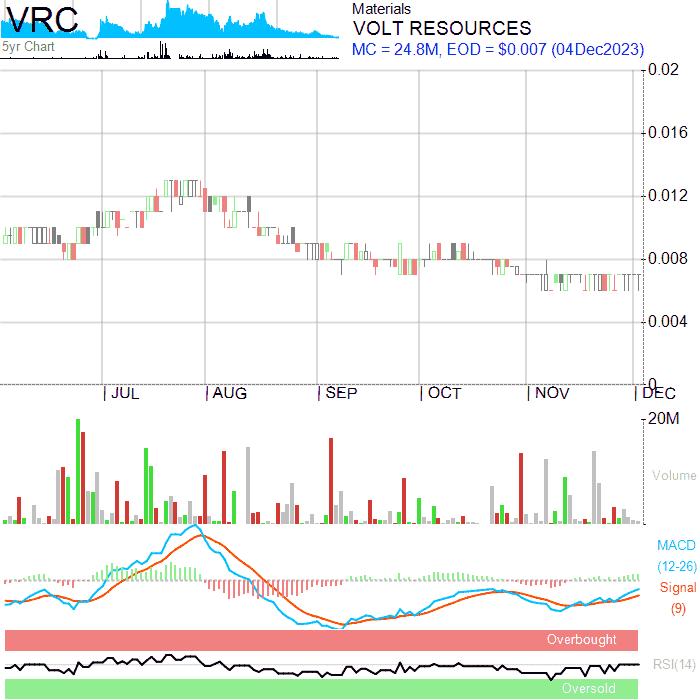 VRC
5yr Chart
Materials
VOLT RESOURCES
MC = 24.8M, EOD = $0.007 (04Dec2023)
0.02
0.016
0.012
0.008
0.004
0
JUL
AUG
SEP
OCT
NOV
DEC
20M
Volume
MACD
(12-26)
Signal
(9)
Overbought
RSI(14)
Oversold